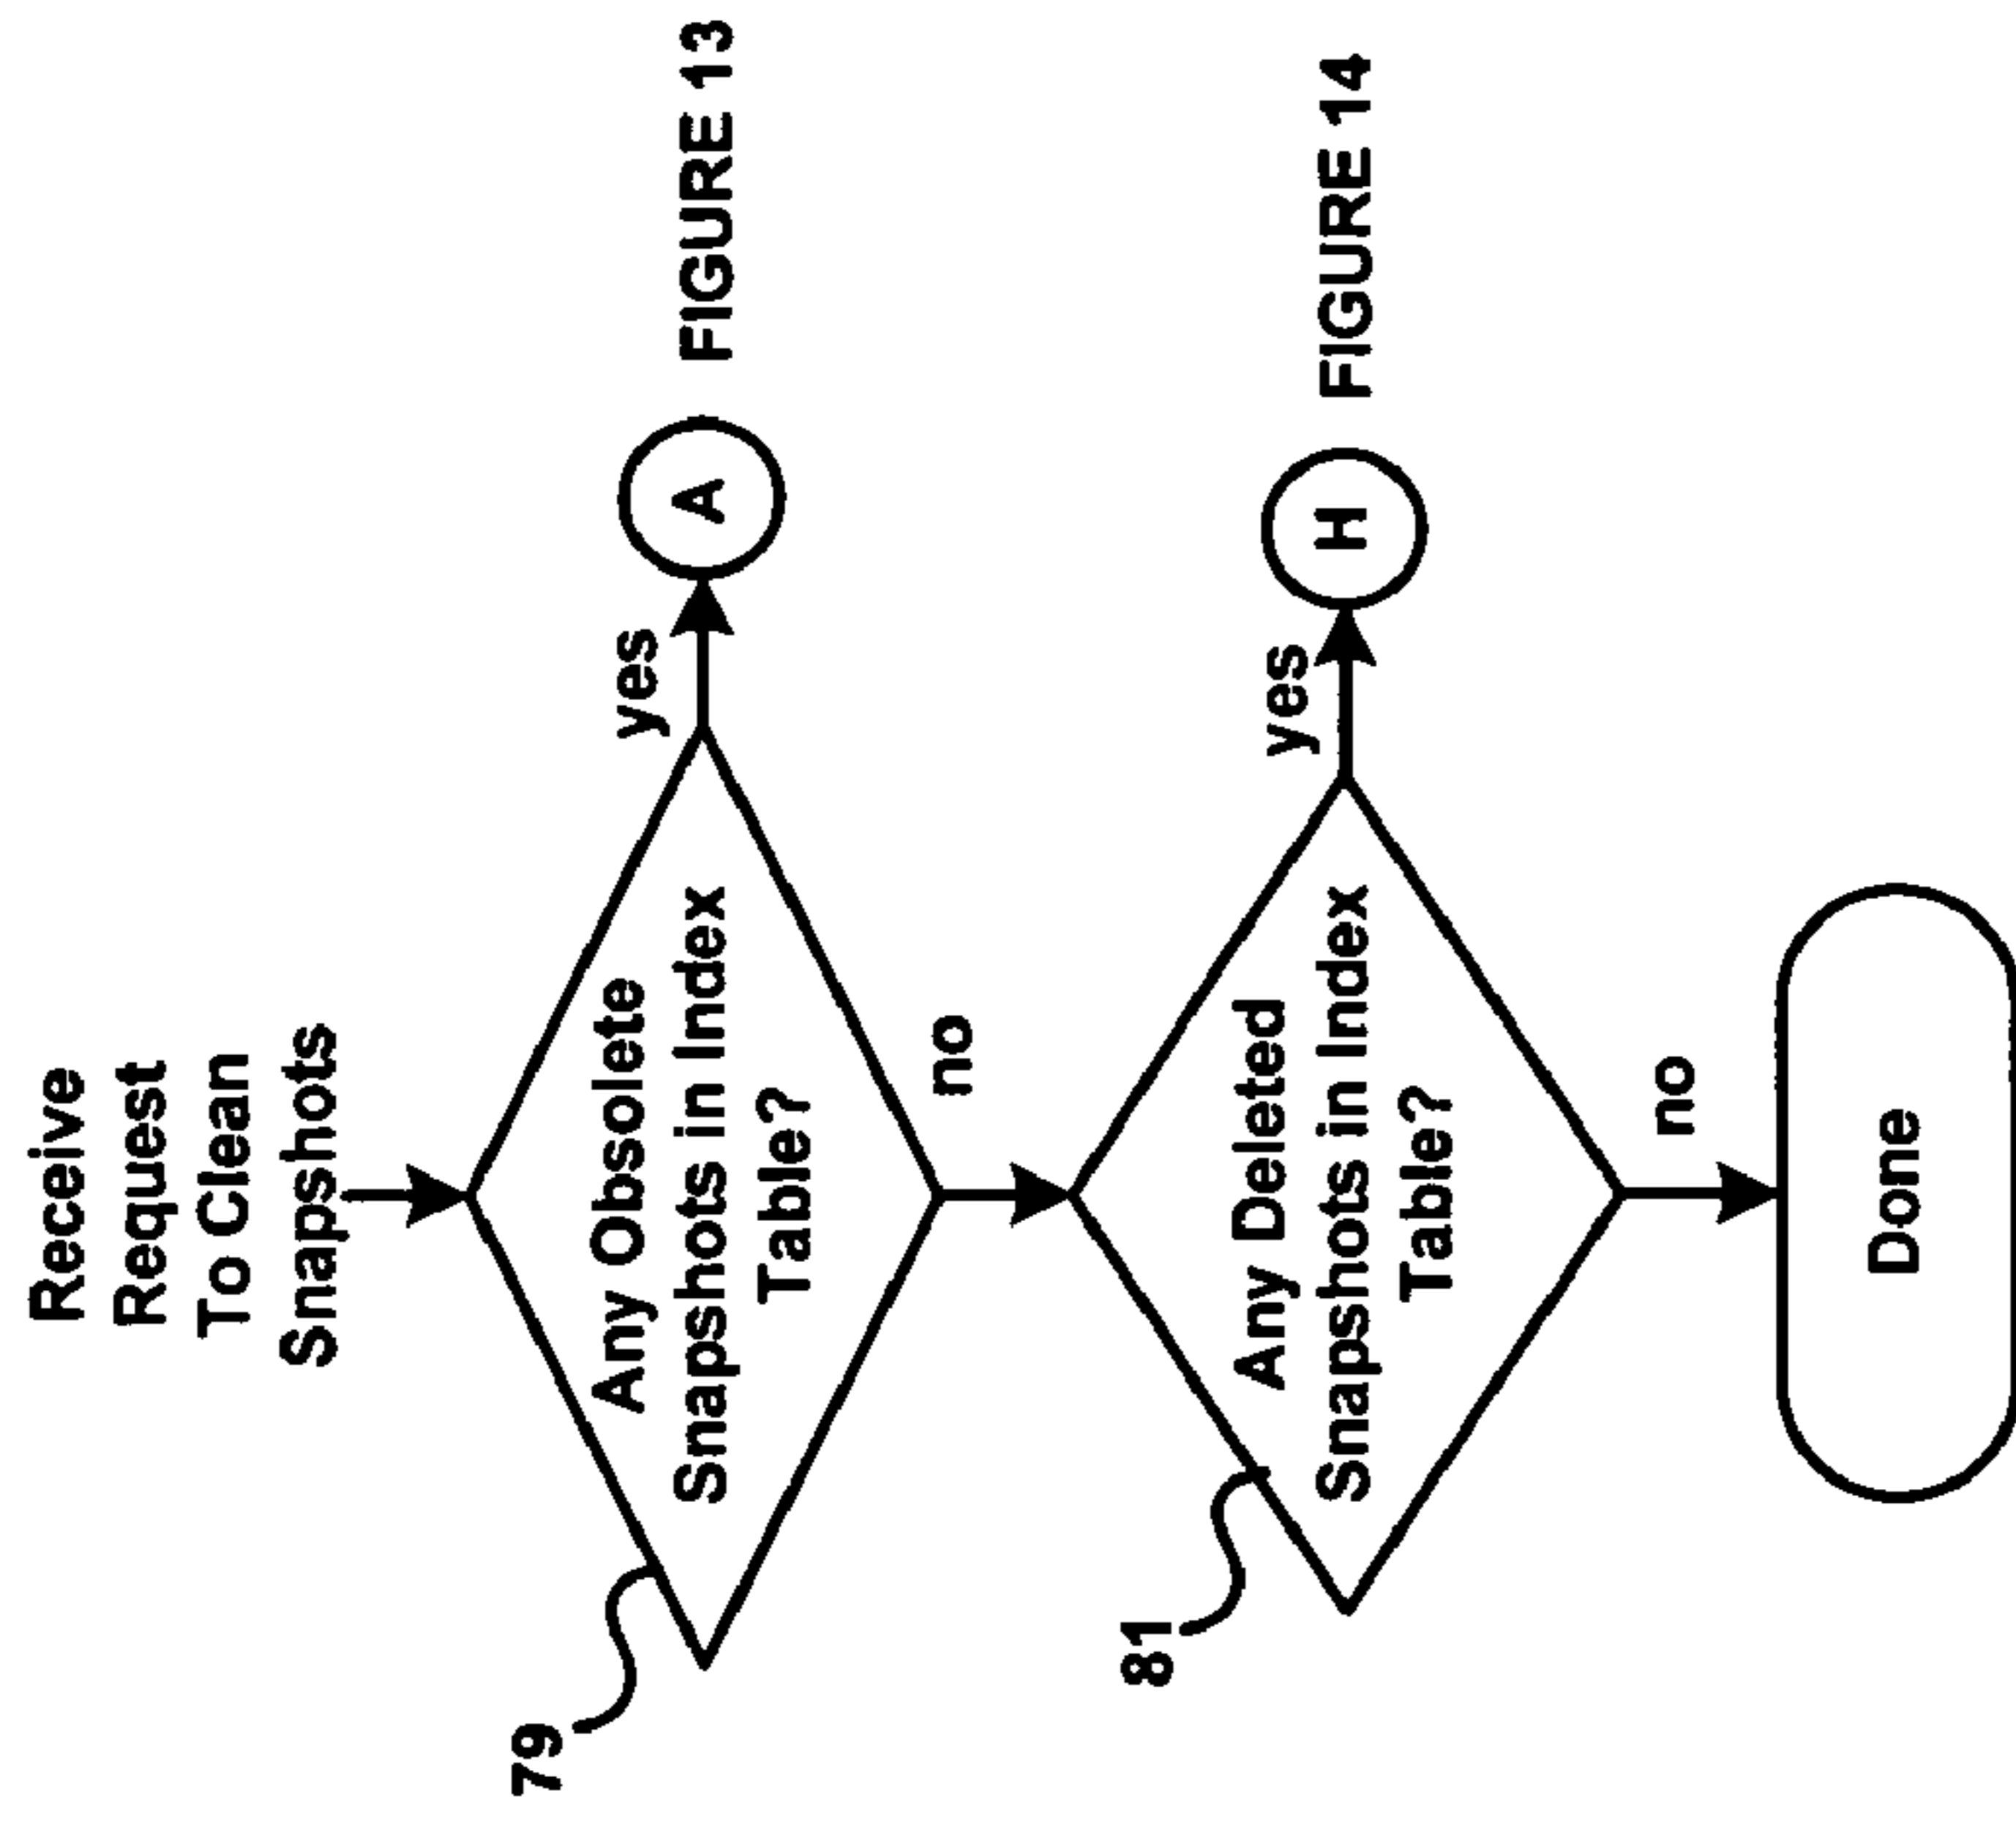 Receive
Request
To Clean
Snapshots
79
Any Obsolete
Snapshots in Index
Table?
yes
A
FIGURE 13
no
81
Any Deleted
Snapshots in Index
Table?
yes
H
FIGURE 14
no
Done